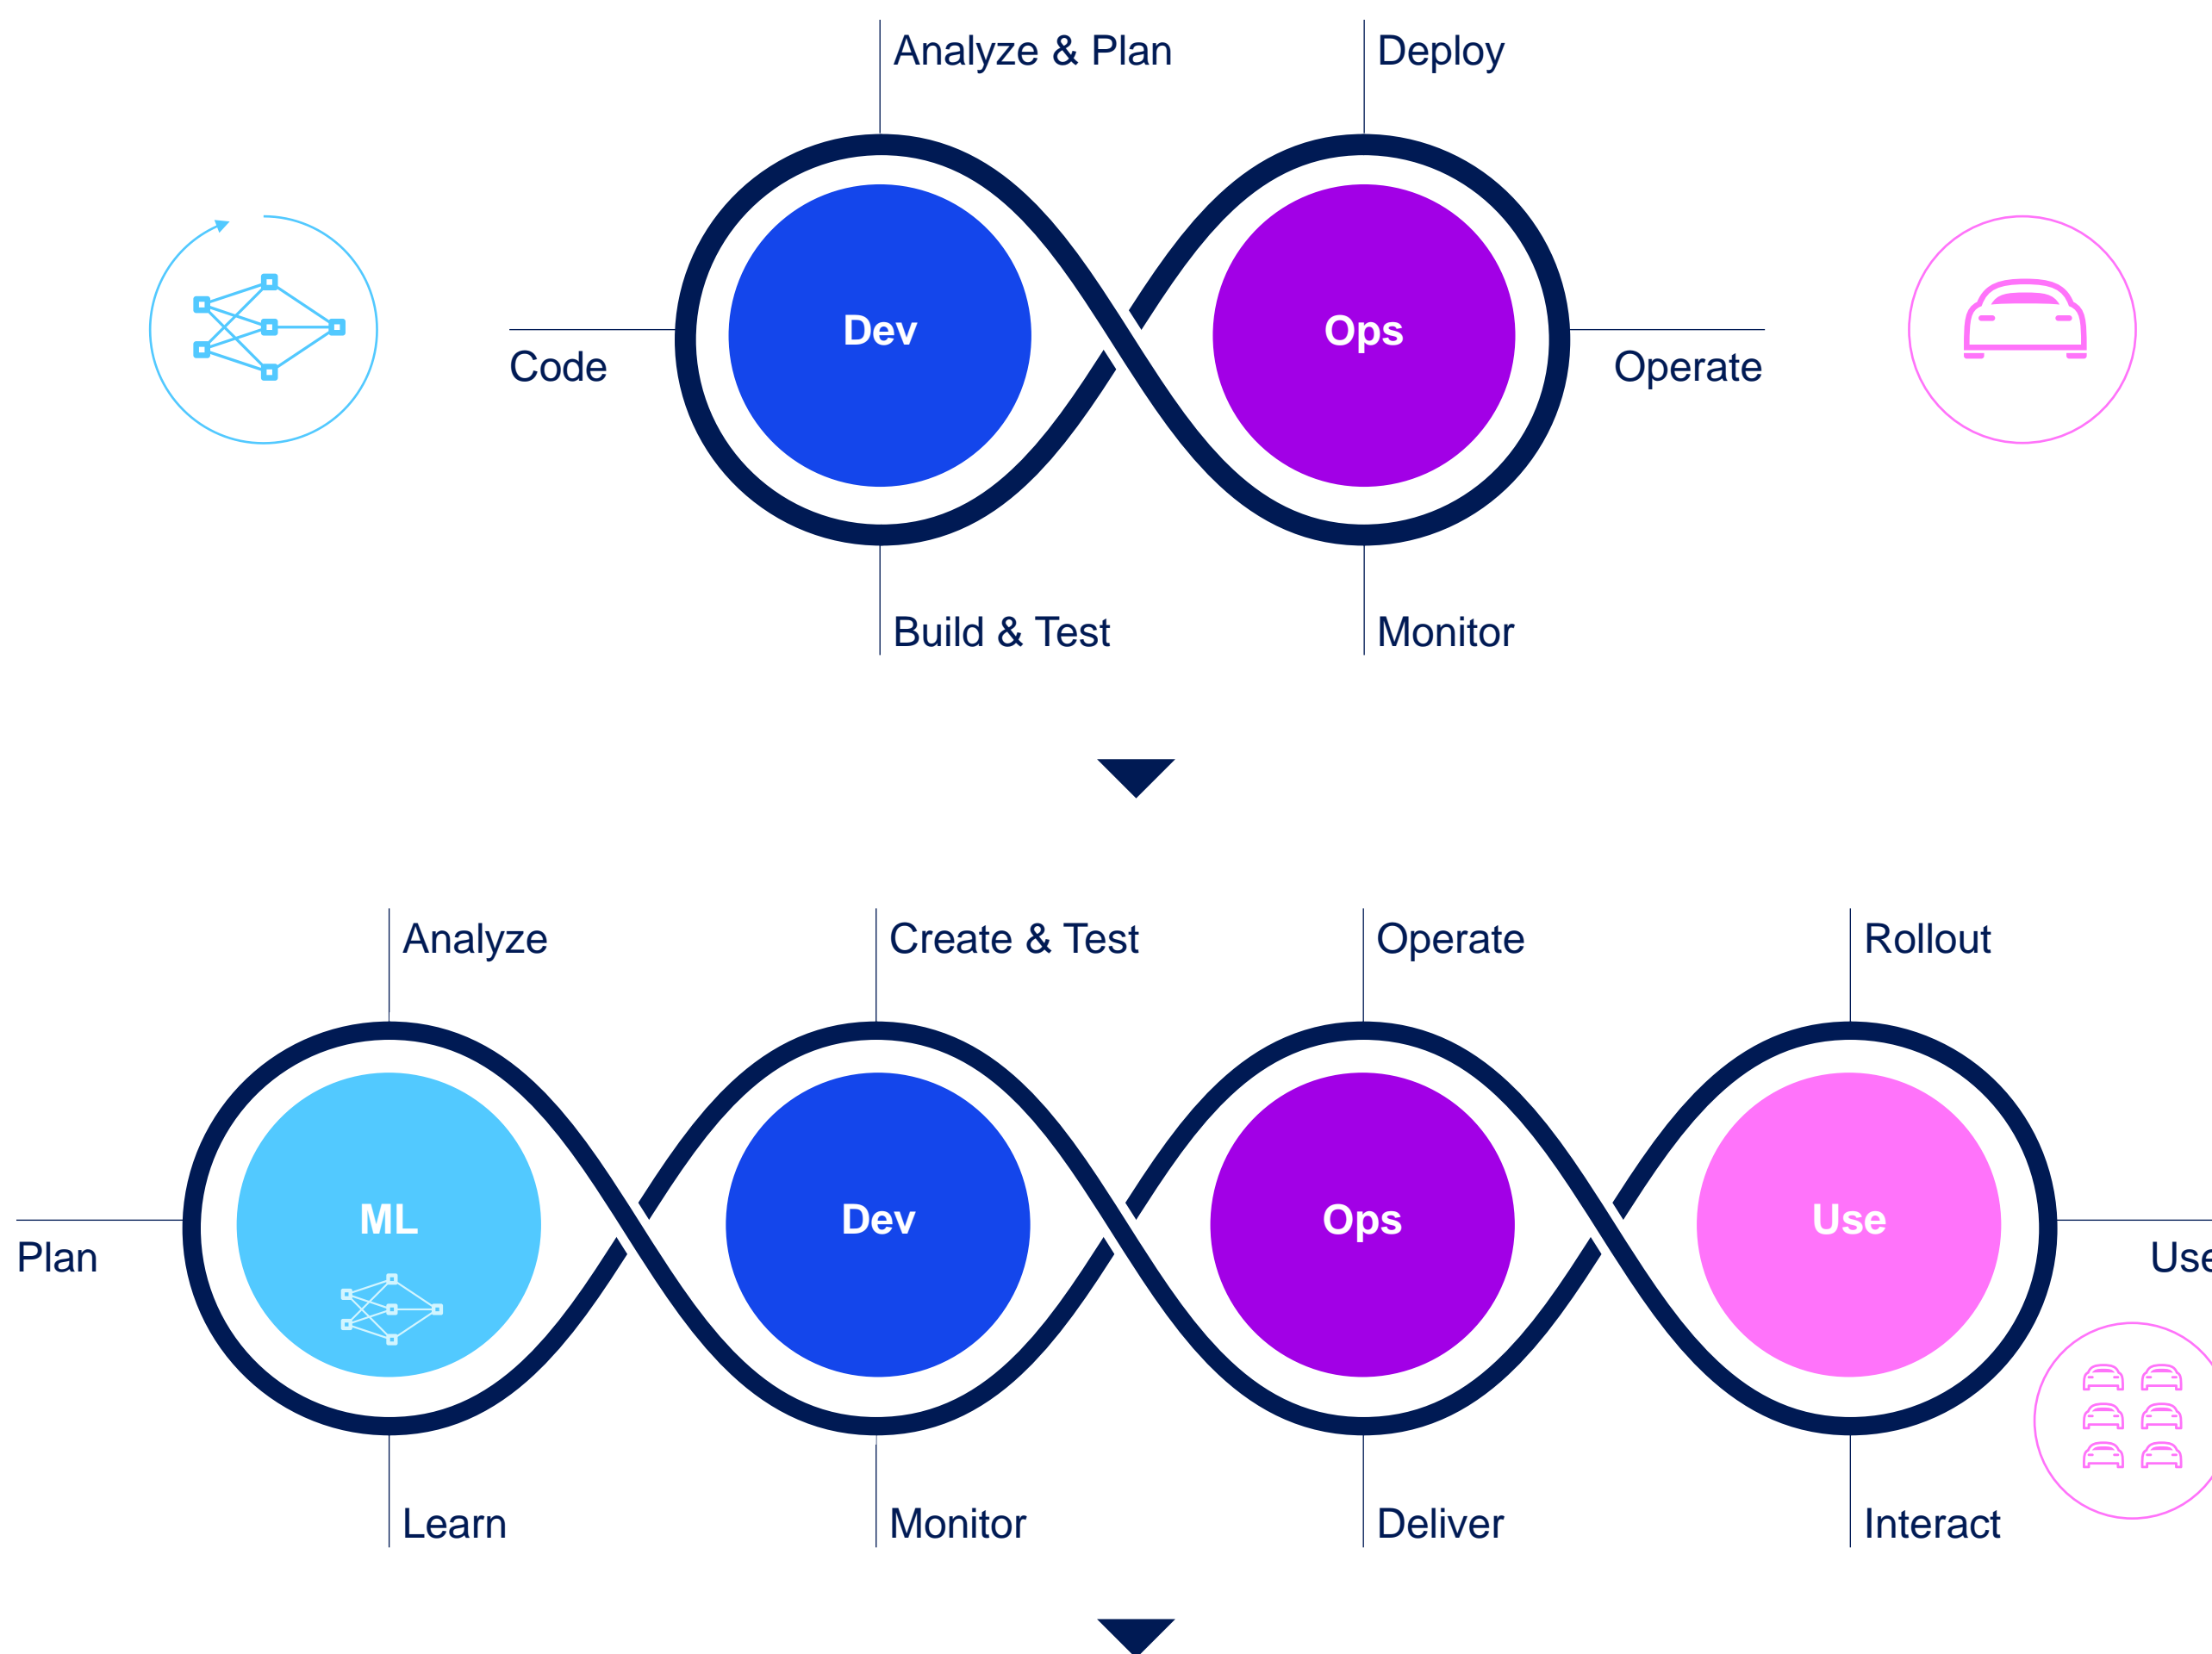 Analyze & Plan
Deploy
Dev
Ops
Code
Operate
Build & Test
Monitor
Analyze
Create & Test
Operate
Rollout
ML
Dev
Ops
Use
Plan
Use
Learn
Monitor
Deliver
Interact